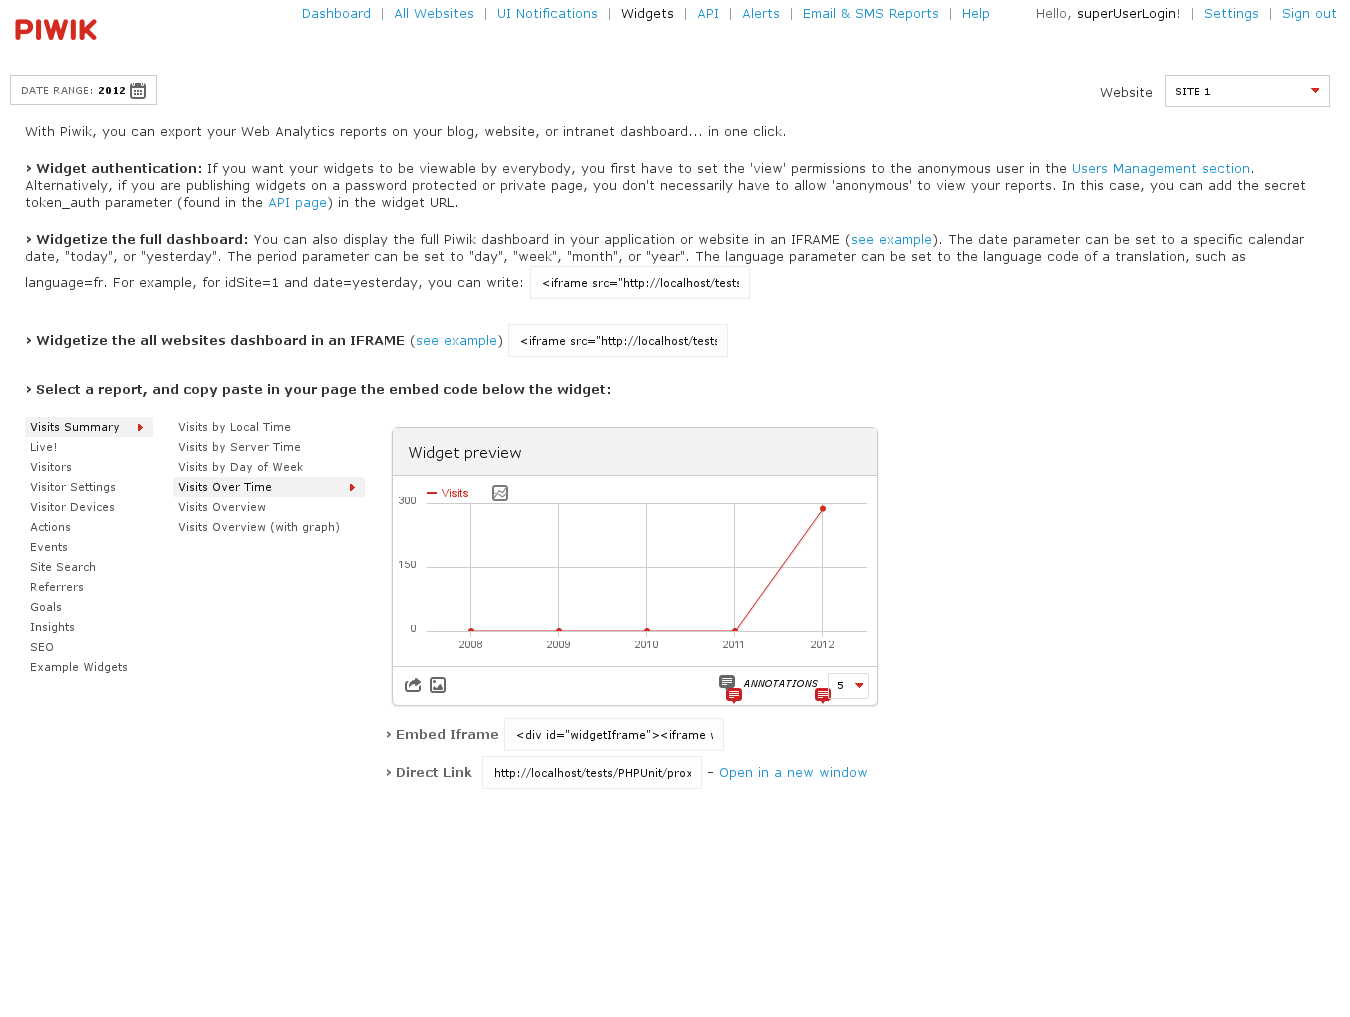 PIWIK
Dashboard | All Websites | UI Notifications | Widgets | API | Alerts | Email & SMS Reports | Help
Hello, superUserLogin! | Settings | Sign out
DATE RANGE: 2012
Website SITE 1
With Piwik, you can export your Web Analytics reports on your blog, website, or intranet dashboard... in one click.
› Widget authentication: If you want your widgets to be viewable by everybody, you first have to set the 'view' permissions to the anonymous user in the Users Management section.
Alternatively, if you are publishing widgets on a password protected or private page, you don't necessarily have to allow 'anonymous' to view your reports. In this case, you can add the secret
token_auth parameter (found in the API page) in the widget URL.
› Widgetize the full dashboard: You can also display the full Piwik dashboard in your application or website in an IFRAME (see example). The date parameter can be set to a specific calendar
date, "today", or "yesterday". The period parameter can be set to "day", "week", "month", or "year". The language parameter can be set to the language code of a translation, such as
language=fr. For example, for idSite=1 and date=yesterday, you can write: <iframe src="http://localhost/tests
› Widgetize the all websites dashboard in an IFRAME (see example) <iframe src="http://localhost/tests
› Select a report, and copy paste in your page the embed code below the widget:
Visits Summary
Live!
Visitors
Visitor Settings
Visitor Devices
Actions
Events
Site Search
Referrers
Goals
Insights
SEO
Example Widgets
Visits by Local Time
Visits by Server Time
Visits by Day of Week
Visits Over Time
Visits Overview
Visits Overview (with graph)
Widget preview
Visits
300
150
0
2008 2009 2010 2011 2012
ANNOTATIONS 5
› Embed Iframe <div id="widgetIframe"><iframe w
› Direct Link http://localhost/tests/PHPUnit/prox - Open in a new window